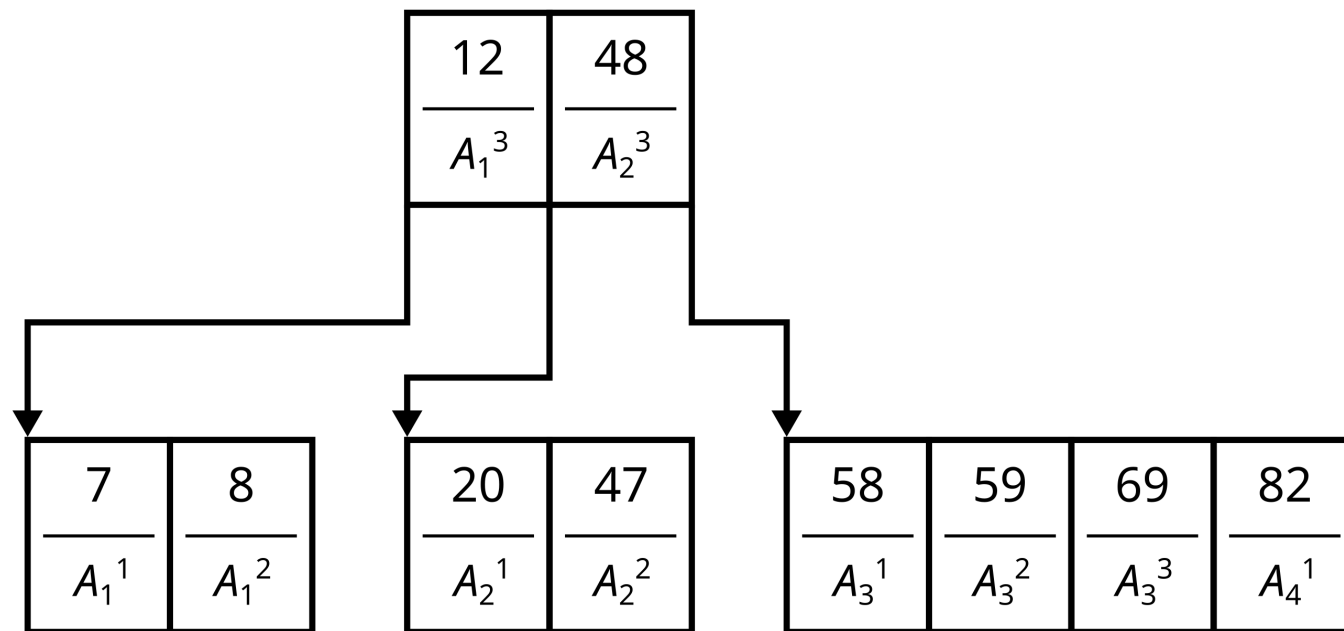 12 48
A₁³ A₂³
7 8 20 47 58 59 69 82
A₁¹ A₁² A₂¹ A₂² A₃¹ A₃² A₃³ A₄¹